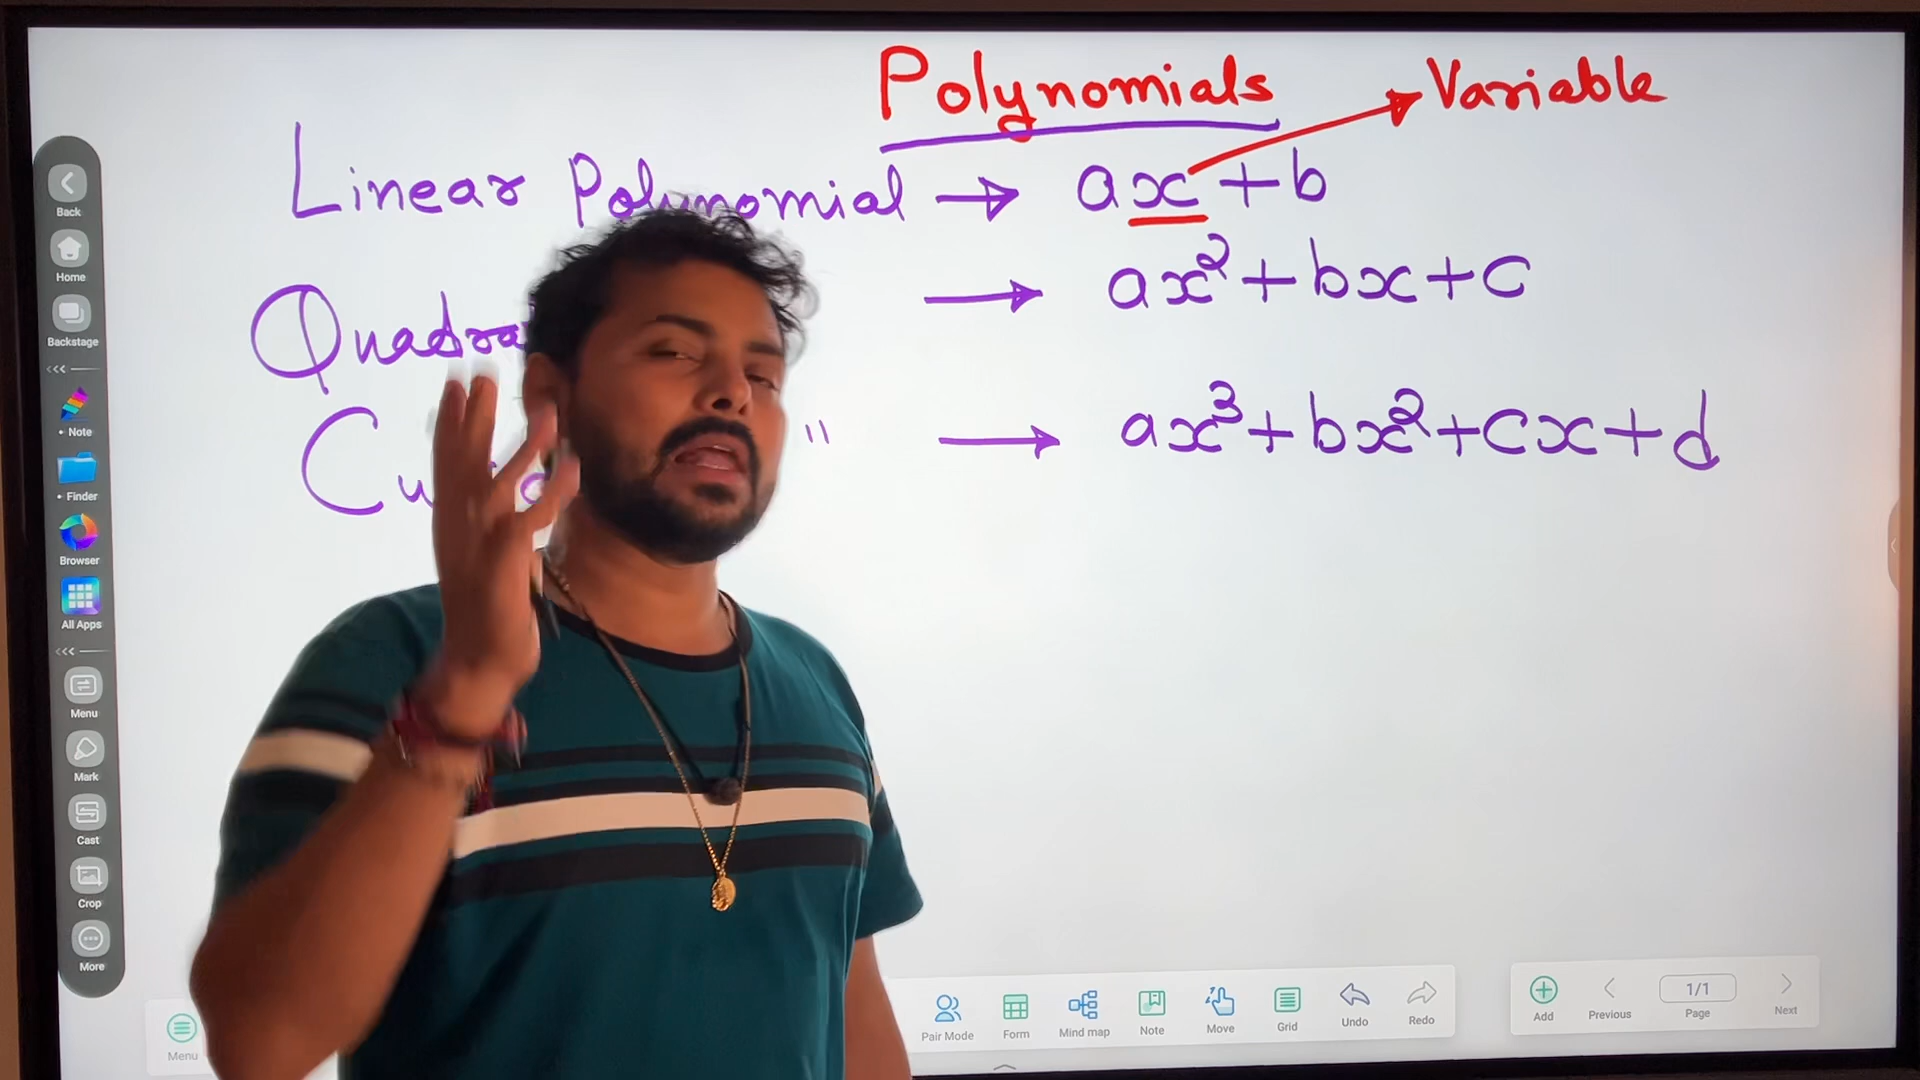 Polynomials
Variable
Linear Polynomial → ax + b
→ ax² + bx + c
" → ax³ + bx² + cx + d
Back
Home
Backstage
<<<
• Note
• Finder
Browser
All Apps
<<<
Menu
Mark
Cast
Crop
More
Menu
Pair Mode
Form
Mind map
Note
Move
Grid
Undo
Redo
Add
Previous
1/1
Page
Next